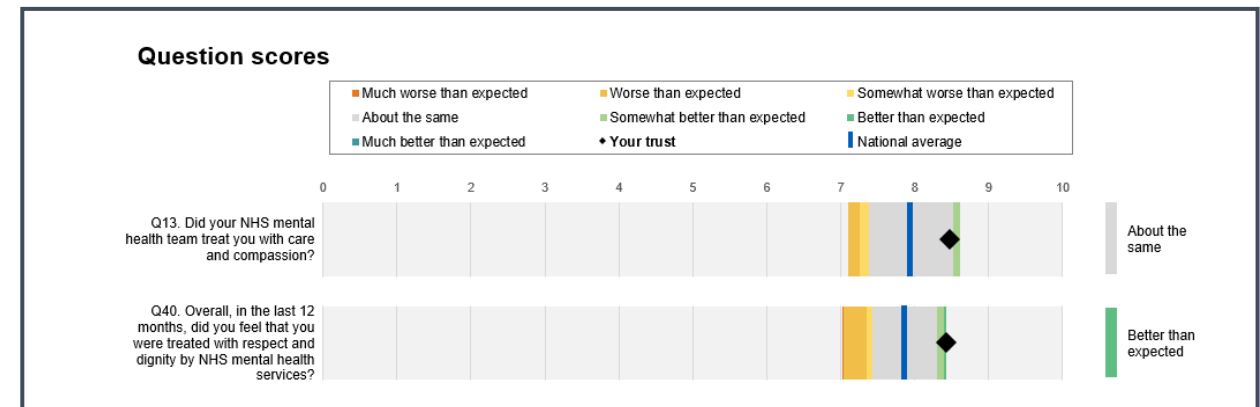 Question scores
Much worse than expected
Worse than expected
Somewhat worse than expected
About the same
Somewhat better than expected
Better than expected
Much better than expected
Your trust
National average
0 1 2 3 4 5 6 7 8 9 10
Q13. Did your NHS mental
health team treat you with care
and compassion?
About the
same
Q40. Overall, in the last 12
months, did you feel that you
were treated with respect and
dignity by NHS mental health
services?
Better than
expected